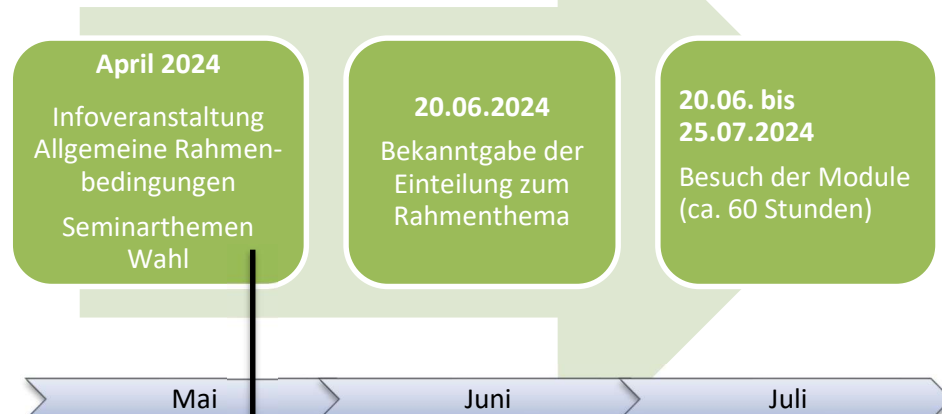 April 2024
Infoveranstaltung
Allgemeine Rahmen-
bedingungen
Seminarthemen
Wahl
20.06.2024
Bekanntgabe der
Einteilung zum
Rahmenthema
20.06. bis
25.07.2024
Besuch der Module
(ca. 60 Stunden)
Mai
Juni
Juli